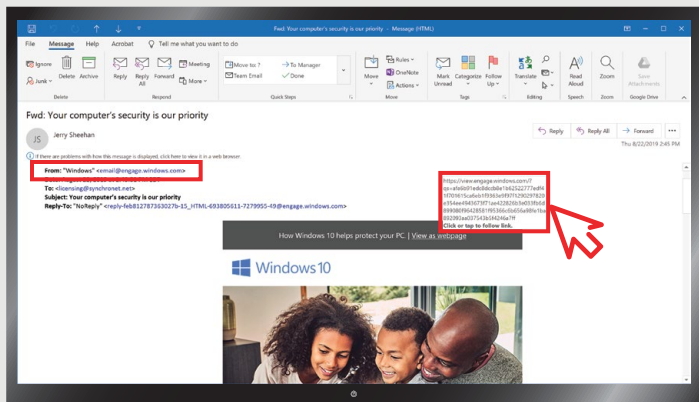 Fwd: Your computer's security is our priority – Message (HTML)
File Message Help Acrobat Tell me what you want to do
Ignore
Junk
Delete Archive
Reply Reply All Forward
Meeting
More
Move to: ?
Team Email
To Manager
Done
Move
Rules
OneNote
Actions
Mark Unread
Categorize
Follow Up
Translate
Read Aloud
Zoom
Save Attachments
Delete Respond Quick Steps Move Tags Editing Speech Zoom Google Drive
Fwd: Your computer's security is our priority
JS
Jerry Sheehan
Reply Reply All Forward
Thu 8/22/2019 2:45 PM
If there are problems with how this message is displayed, click here to view it in a web browser.
From: "Windows" <email@engage.windows.com>
To: <licensing@synchronet.net>
Subject: Your computer's security is our priority
Reply-To: "NoReply" <reply-feb812787363027b-15_HTML-693805611-7279955-49@engage.windows.com>
https://view.engage.windows.com/?
Click or tap to follow link.
How Windows 10 helps protect your PC. | View as webpage
Windows 10